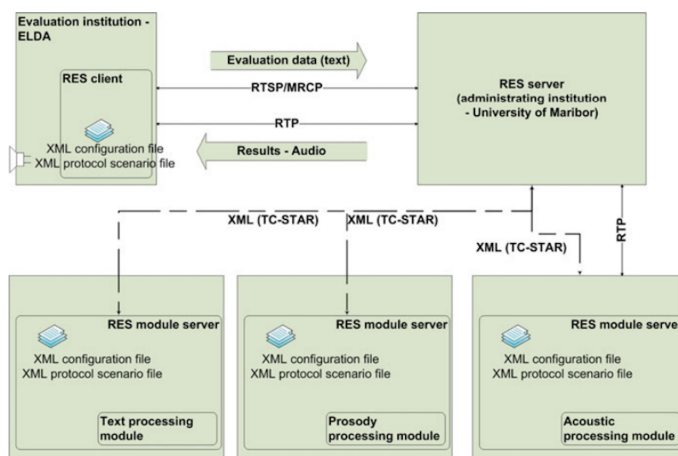 Evaluation institution -
ELDA
RES client
XML configuration file
XML protocol scenario file
Evaluation data (text)
RTSP/MRCP
RTP
Results - Audio
RES server
(administrating institution
- University of Maribor)
XML (TC-STAR)
XML (TC-STAR)
XML (TC-STAR)
RTP
RES module server
XML configuration file
XML protocol scenario file
Text processing
module
RES module server
XML configuration file
XML protocol scenario file
Prosody
processing module
RES module server
XML configuration file
XML protocol scenario file
Acoustic
processing module